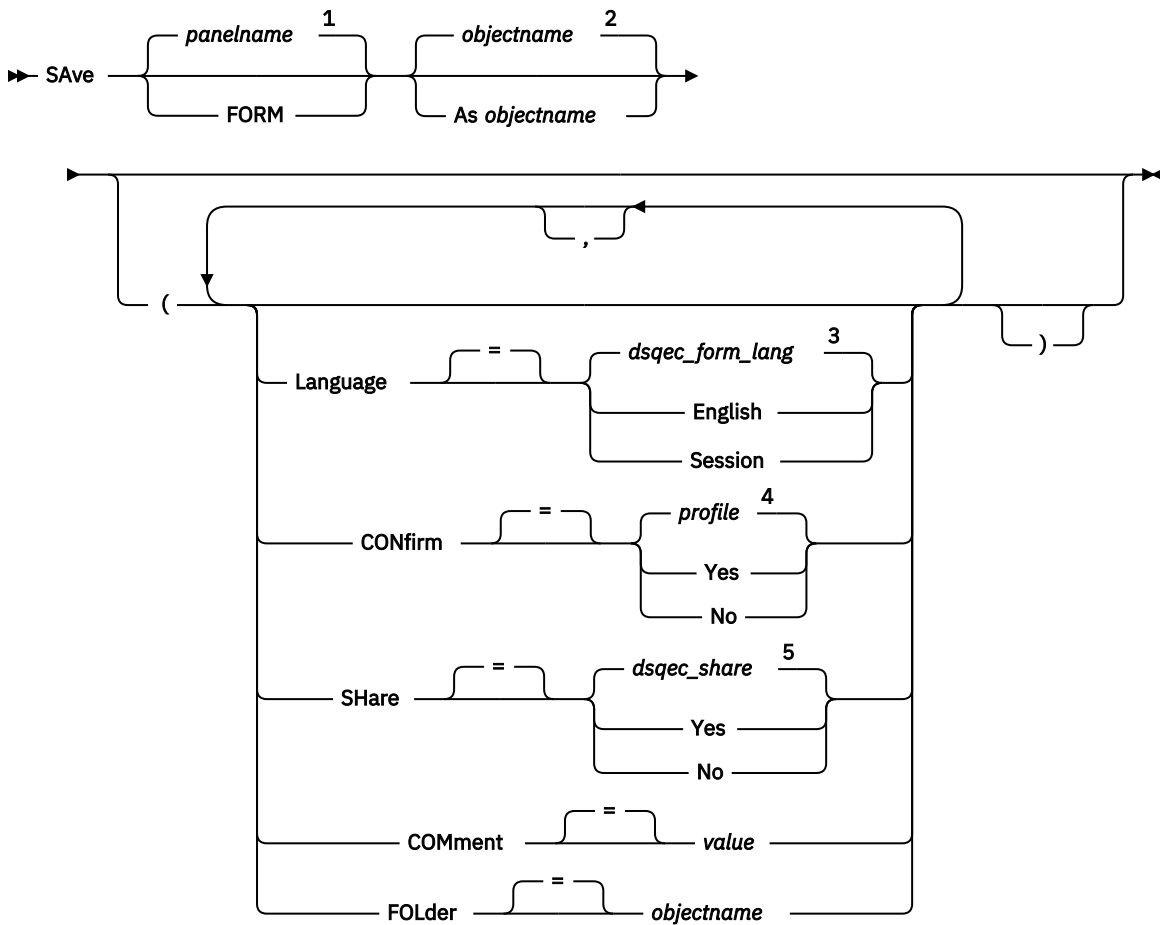 panelname 1 objectname 2
SAve
FORM As objectname
,
( )
= dsqec_form_lang 3
Language
English
Session
= profile 4
CONfirm
Yes
No
= dsqec_share 5
SHare
Yes
No
=
COMment value
=
FOLder objectname